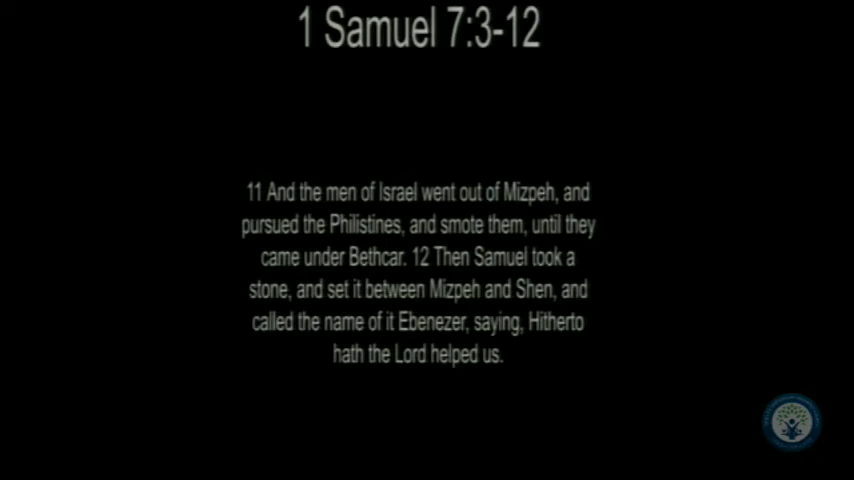 1 Samuel 7:3-12
11 And the men of Israel went out of Mizpeh, and
pursued the Philistines, and smote them, until they
came under Bethcar. 12 Then Samuel took a
stone, and set it between Mizpeh and Shen, and
called the name of it Ebenezer, saying, Hitherto
hath the Lord helped us.